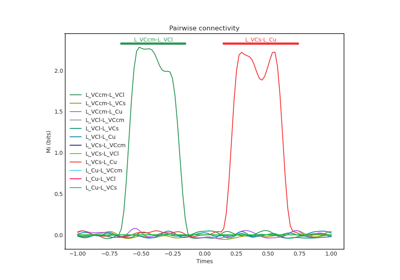 Pairwise connectivity
L_VCcm-L_VCl
L_VCs-L_Cu
2.0
1.5
1.0
0.5
0.0
MI (bits)
L_VCcm-L_VCl
L_VCcm-L_VCs
L_VCcm-L_Cu
L_VCl-L_VCcm
L_VCl-L_VCs
L_VCl-L_Cu
L_VCs-L_VCcm
L_VCs-L_VCl
L_VCs-L_Cu
L_Cu-L_VCcm
L_Cu-L_VCl
L_Cu-L_VCs
−1.00 −0.75 −0.50 −0.25 0.00 0.25 0.50 0.75 1.00
Times